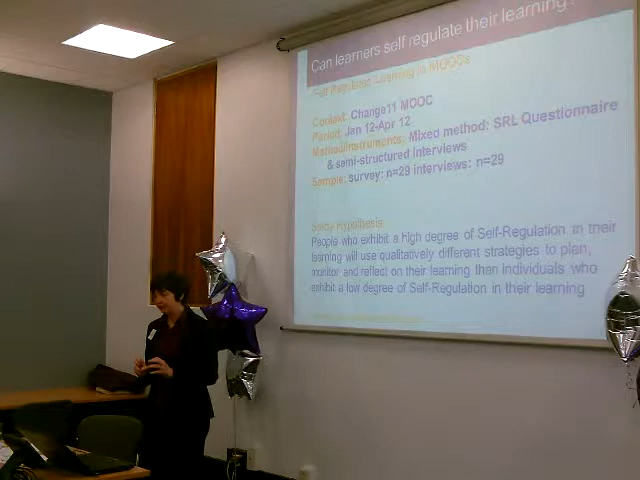 Can learners self regulate their learning?
Self Regulated Learning in MOOCs
Context: Change11 MOOC
Period: Jan 12-Apr 12
Method/instruments: Mixed method: SRL Questionnaire
& semi-structured interviews
Sample: survey: n=29 interviews: n=29
Study Hypothesis
People who exhibit a high degree of Self-Regulation in their
learning will use qualitatively different strategies to plan,
monitor and reflect on their learning than individuals who
exhibit a low degree of Self-Regulation in their learning